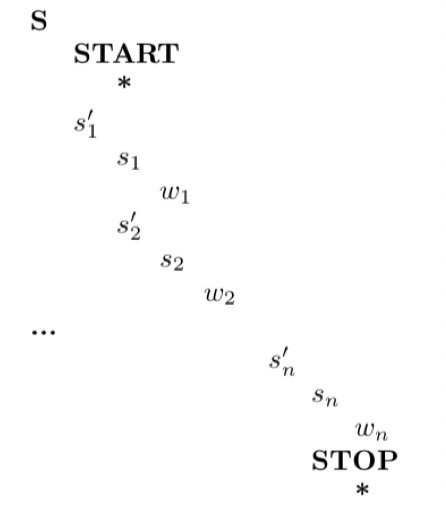 S
START
*
s′₁
s₁
w₁
s′₂
s₂
w₂
...
s′ₙ
sₙ
wₙ
STOP
*